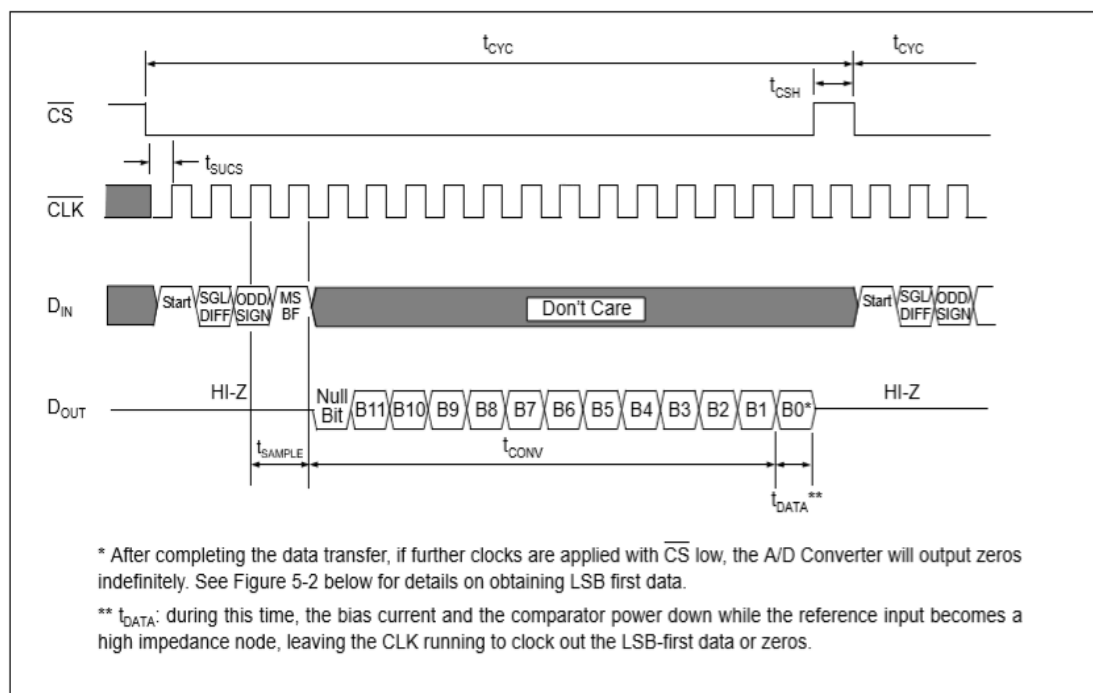 tCYC tCYC
tCSH
CS
tSUCS
CLK
DIN Start SGL/ DIFF ODD/ SIGN MS BF Don't Care Start SGL/ DIFF ODD/ SIGN
HI-Z HI-Z
DOUT Null Bit B11 B10 B9 B8 B7 B6 B5 B4 B3 B2 B1 B0*
tSAMPLE tCONV
tDATA**
* After completing the data transfer, if further clocks are applied with CS low, the A/D Converter will output zeros
indefinitely. See Figure 5-2 below for details on obtaining LSB first data.
** tDATA: during this time, the bias current and the comparator power down while the reference input becomes a
high impedance node, leaving the CLK running to clock out the LSB-first data or zeros.